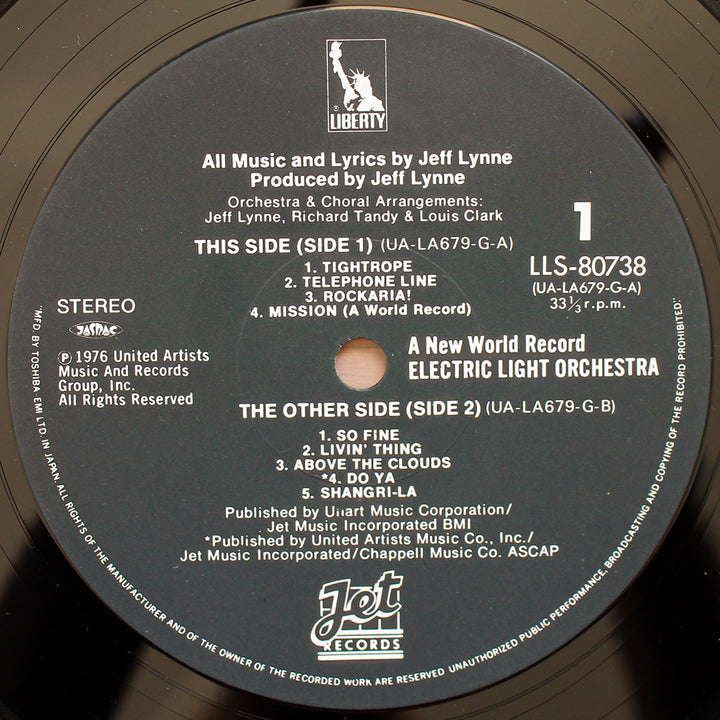 LIBERTY
All Music and Lyrics by Jeff Lynne
Produced by Jeff Lynne
Orchestra & Choral Arrangements:
Jeff Lynne, Richard Tandy & Louis Clark
1
THIS SIDE (SIDE 1) (UA-LA679-G-A)
1. TIGHTROPE
2. TELEPHONE LINE
3. ROCKARIA!
4. MISSION (A World Record)
LLS-80738
(UA-LA679-G-A)
33⅓ r.p.m.
STEREO
JASRAC
℗ 1976 United Artists
Music And Records
Group, Inc.
All Rights Reserved
A New World Record
ELECTRIC LIGHT ORCHESTRA
THE OTHER SIDE (SIDE 2) (UA-LA679-G-B)
1. SO FINE
2. LIVIN' THING
3. ABOVE THE CLOUDS
*4. DO YA
5. SHANGRI-LA
Published by Unart Music Corporation/
Jet Music Incorporated BMI
*Published by United Artists Music Co., Inc./
Jet Music Incorporated/Chappell Music Co. ASCAP
Jet
RECORDS
"MFD. BY TOSHIBA-EMI LTD. IN JAPAN. ALL RIGHTS OF THE MANUFACTURER AND OF THE OWNER OF THE RECORDED WORK ARE RESERVED UNAUTHORIZED PUBLIC PERFORMANCE, BROADCASTING AND COPYING OF THE RECORD PROHIBITED."